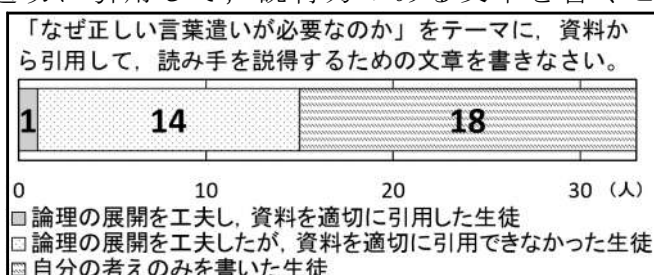 「なぜ正しい言葉遣いが必要なのか」をテーマに，資料か
ら引用して，読み手を説得するための文章を書きなさい。
1 14 18
0 10 20 30 （人）
□論理の展開を工夫し，資料を適切に引用した生徒
□論理の展開を工夫したが，資料を適切に引用できなかった生徒
□自分の考えのみを書いた生徒